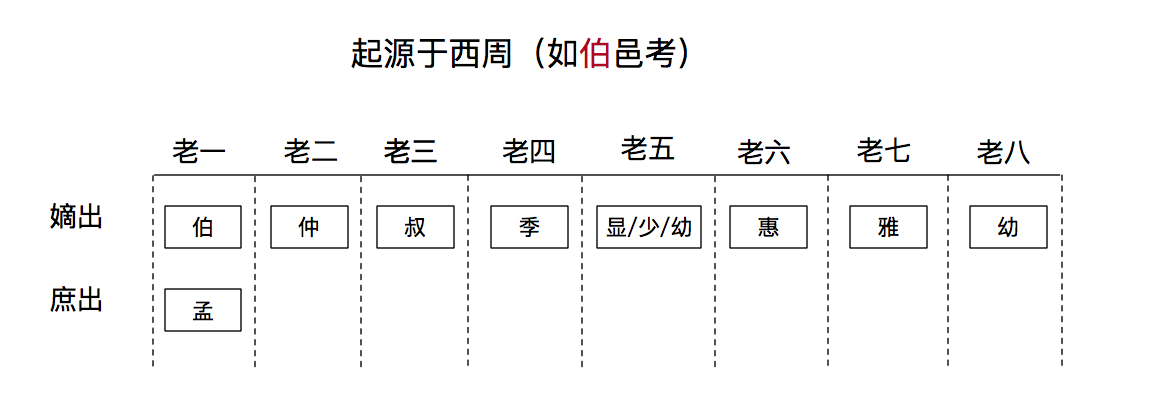 起源于西周（如伯邑考）
老一 老二 老三 老四 老五 老六 老七 老八
嫡出 伯 仲 叔 季 显/少/幼 惠 雅 幼
庶出 孟